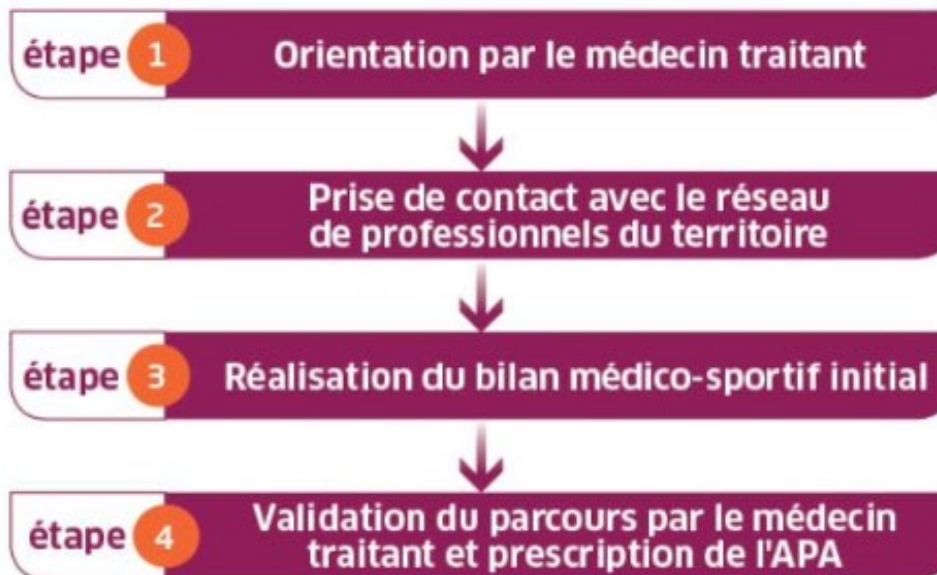 étape 1 Orientation par le médecin traitant
étape 2 Prise de contact avec le réseau
de professionnels du territoire
étape 3 Réalisation du bilan médico-sportif initial
étape 4 Validation du parcours par le médecin
traitant et prescription de l'APA